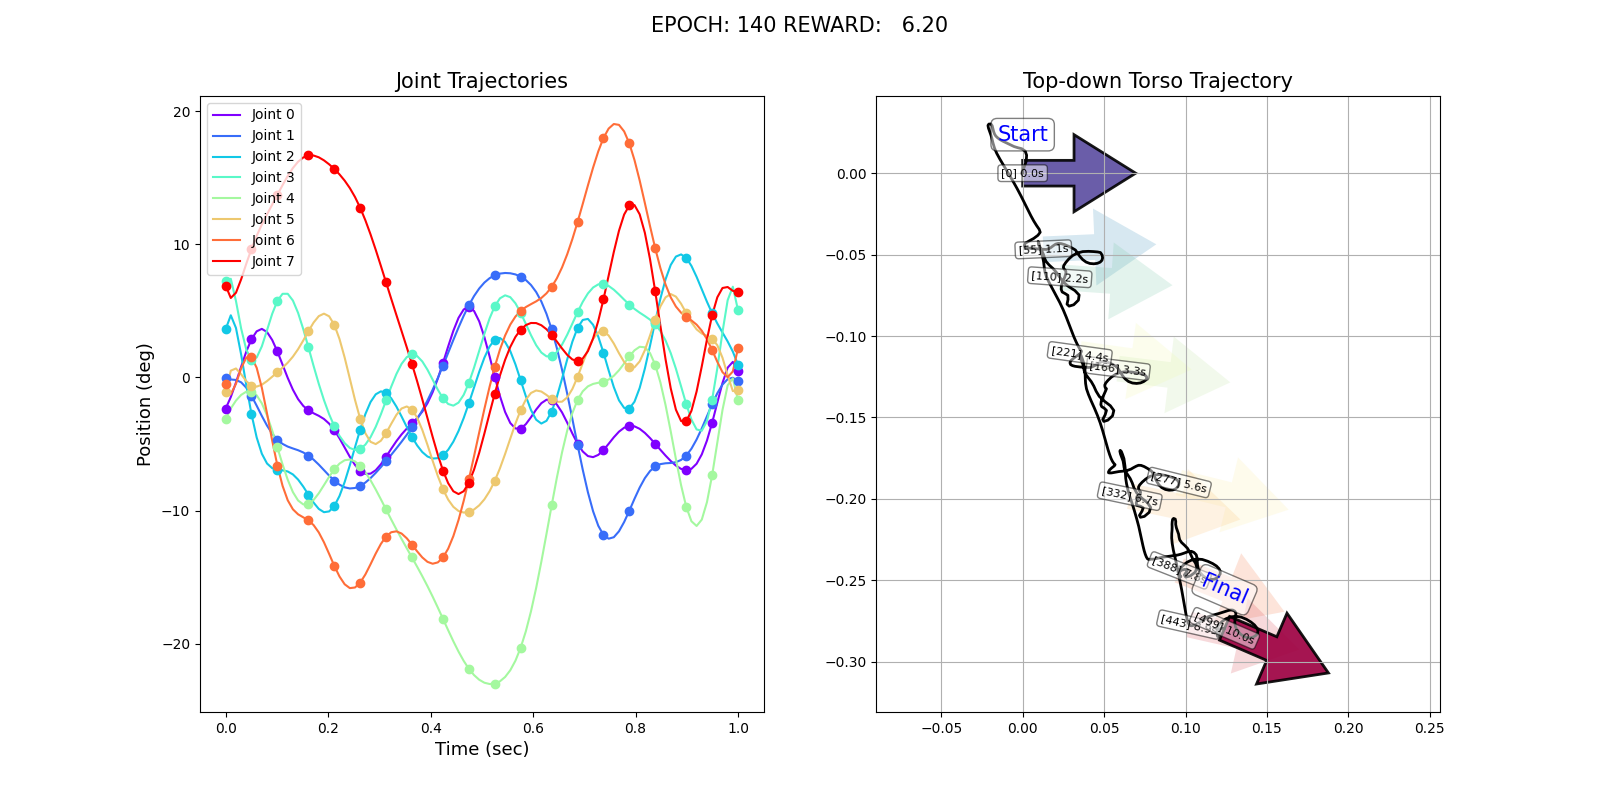 EPOCH: 140 REWARD:   6.20
Joint Trajectories
20
10
0
−10
−20
Position (deg)
Joint 0
Joint 1
Joint 2
Joint 3
Joint 4
Joint 5
Joint 6
Joint 7
0.0
0.2
0.4
0.6
0.8
1.0
Time (sec)
Top-down Torso Trajectory
0.00
−0.05
−0.10
−0.15
−0.20
−0.25
−0.30
Start
[0] 0.0s
[55] 1.1s
[110] 2.2s
[221] 4.4s
[166] 3.3s
[277] 5.6s
[332] 6.7s
[388]
Final
[443]
[499] 10.0s
−0.05
0.00
0.05
0.10
0.15
0.20
0.25